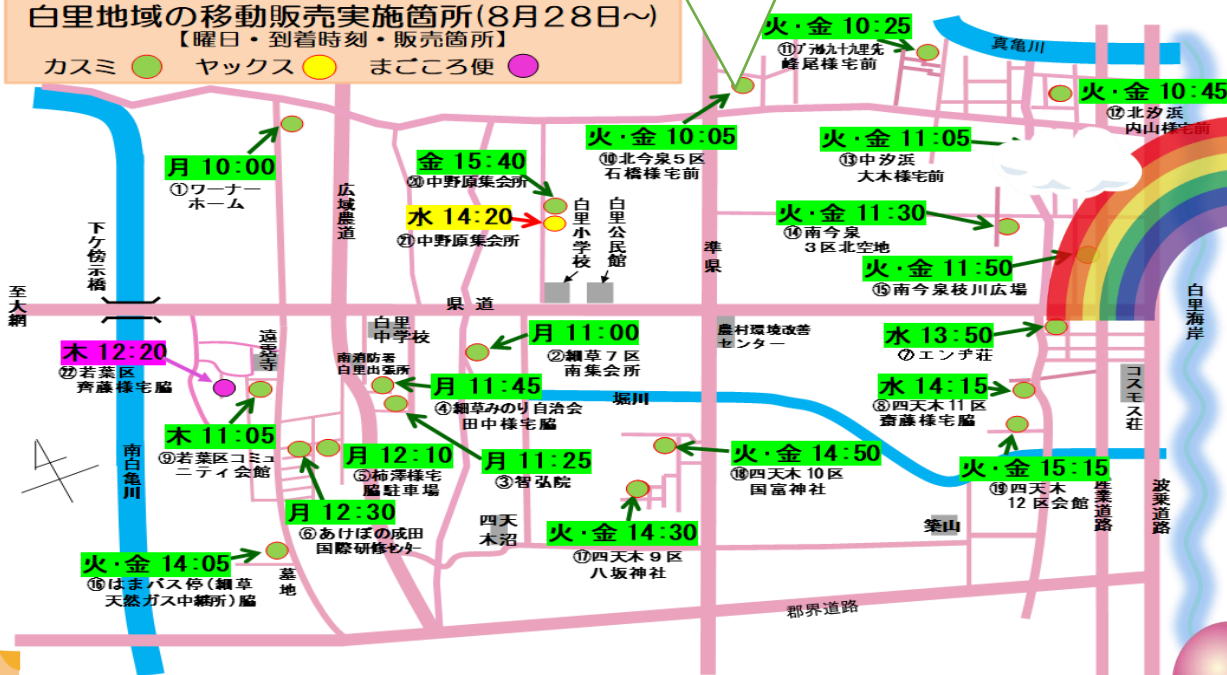 白里地域の移動販売実施箇所(8月28日~)
【曜日・到着時刻・販売箇所】
カスミ ヤックス まごころ便
火・金 10:25
峰尾様宅前
真亀川
火・金 10:45
⑫北汐浜
内山様宅前
火・金 10:05
⑩北今泉5区
石橋様宅前
火・金 11:05
⑬中汐浜
大木様宅前
月 10:00
①ワーナー
ホーム
広域農道
金 15:40
⑳中野原集会所
水 14:20
㉑中野原集会所
白里小学校
白里公民館
準県
火・金 11:30
⑭南今泉
3区北空地
火・金 11:50
⑮南今泉枝川広場
下ケ傍示橋
至大網
県道
白里海岸
木 12:20
㉒若葉区
齊藤様宅脇
遠霑寺
白里
中学校
南消防署
白里出張所
月 11:00
②細草7区
南集会所
農村環境改善
センター
水 13:50
⑦エンヂ荘
月 11:45
④細草みのり自治会
田中様宅脇
堀川
水 14:15
⑧四天木11区
齋藤様宅脇
コスモス荘
木 11:05
⑨若葉区コミュ
ニティ会館
南白亀川
月 12:10
⑤柿澤様宅
脇駐車場
月 11:25
③智弘院
火・金 14:50
⑱四天木10区
国富神社
火・金 15:15
⑲四天木
12区会館
産業道路
波乗道路
月 12:30
⑥あけぼの成田
国際研修センター
四天
木沼
火・金 14:30
⑰四天木9区
八坂神社
築山
火・金 14:05
⑯はまバス停(細草
天然ガス中継所)脇
墓地
郡界道路